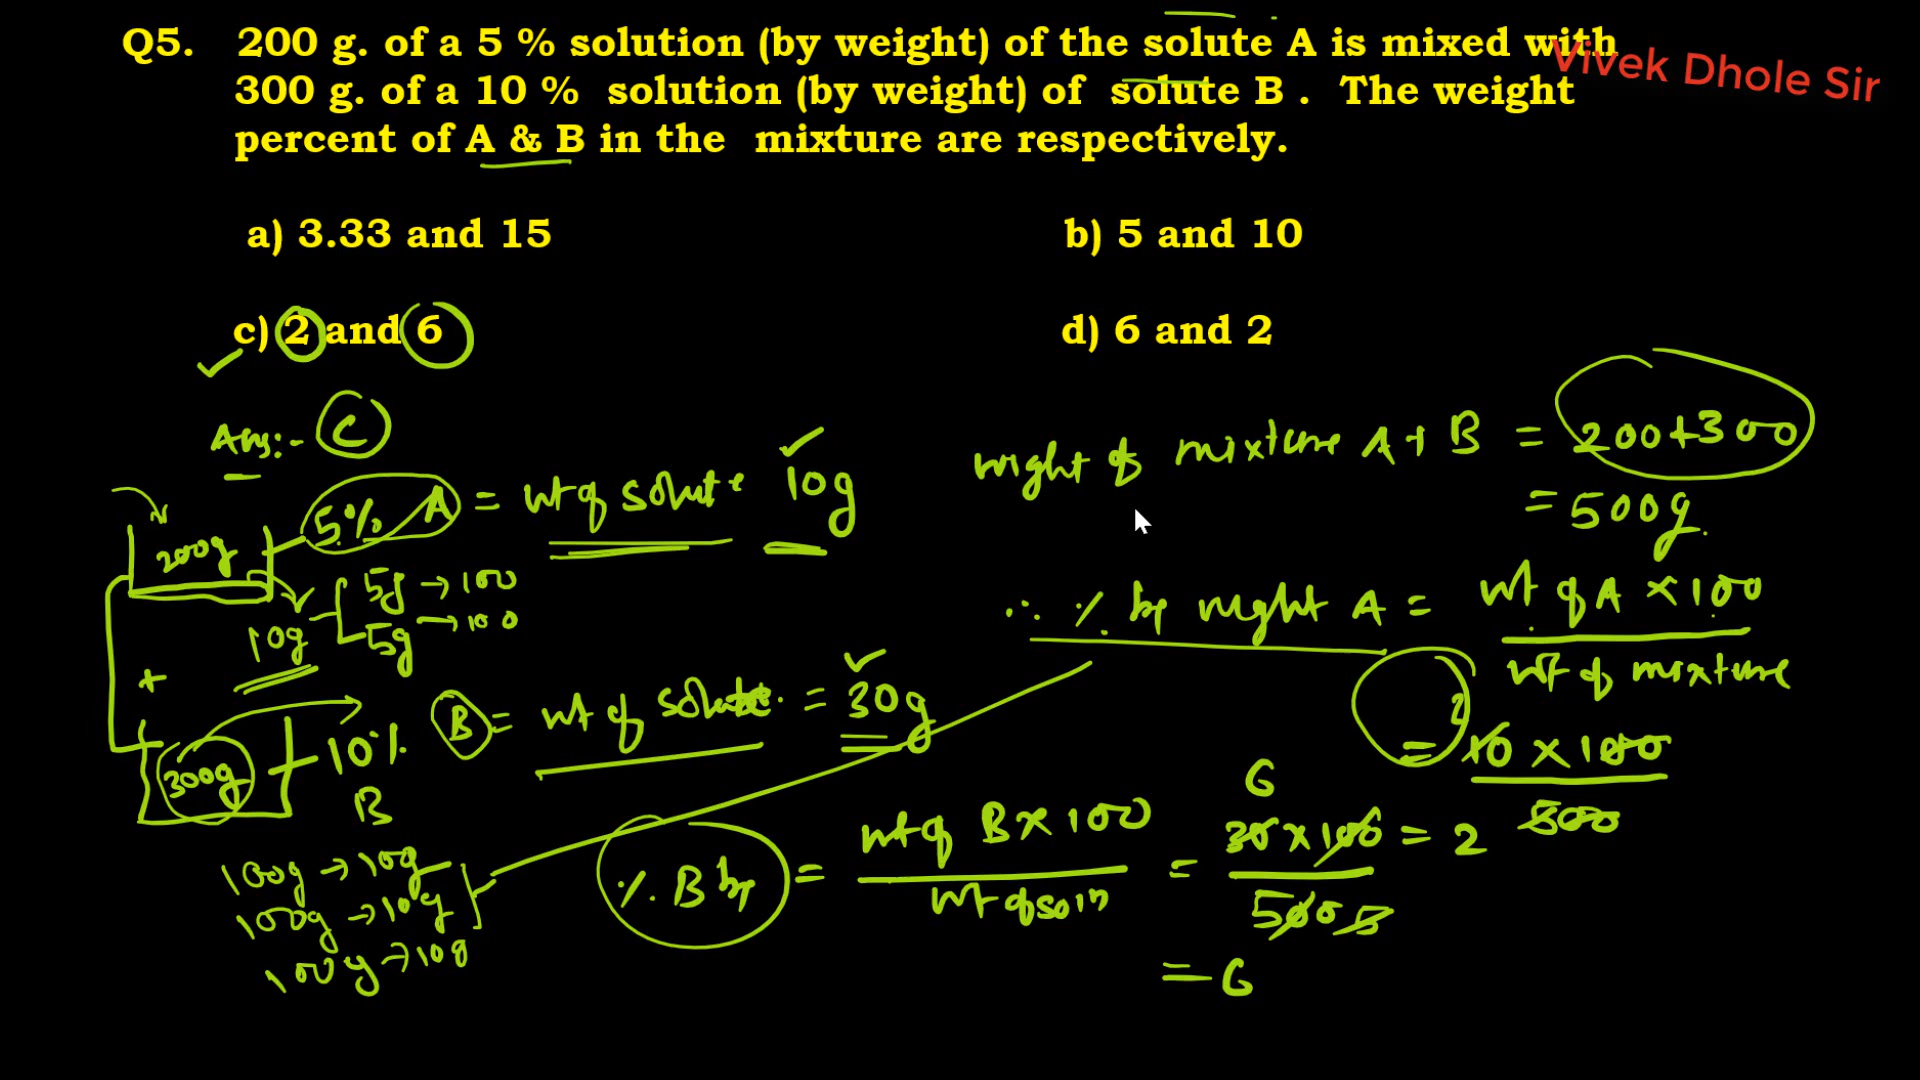 Q5. 200 g. of a 5 % solution (by weight) of the solute A is mixed with
300 g. of a 10 % solution (by weight) of solute B . The weight
percent of A & B in the mixture are respectively.
Vivek Dhole Sir
a) 3.33 and 15
b) 5 and 10
c) 2 and 6
d) 6 and 2
Ans:- C
200g 5% A = wt of solute 10g
10g
5g → 100
5g → 100
+
300g 10% B
B = wt of solute = 30g
100g → 10g
100g → 10g
100g → 10g
weight of mixture A + B = 200+300
= 500g.
∴ % by weight A = wt of A × 100
wt of mixture
= 10 × 100
500
2
= 2
% B by = wt of B × 100
wt of soln
= 30 × 100
500 5
6
= 6